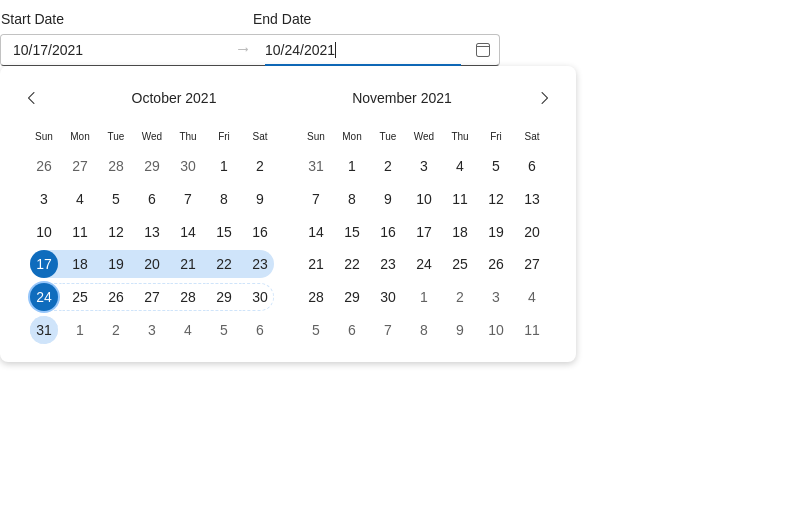 Start Date End Date
10/17/2021 → 10/24/2021
October 2021 November 2021
Sun Mon Tue Wed Thu Fri Sat Sun Mon Tue Wed Thu Fri Sat
26 27 28 29 30 1 2 31 1 2 3 4 5 6
3 4 5 6 7 8 9 7 8 9 10 11 12 13
10 11 12 13 14 15 16 14 15 16 17 18 19 20
17 18 19 20 21 22 23 21 22 23 24 25 26 27
24 25 26 27 28 29 30 28 29 30 1 2 3 4
31 1 2 3 4 5 6 5 6 7 8 9 10 11